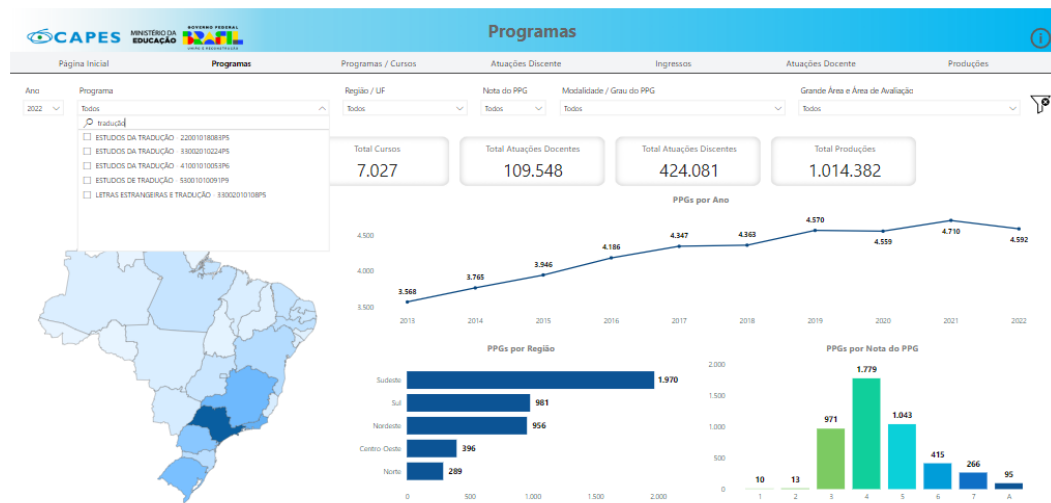 CAPES
MINISTÉRIO DA
EDUCAÇÃO
GOVERNO FEDERAL
BRASIL
UNIÃO E RECONSTRUÇÃO
Programas
Página Inicial
Programas
Programas / Cursos
Atuações Discente
Ingressos
Atuações Docente
Produções
Ano
2022
Programa
Todos
Região / UF
Todos
Nota do PPG
Todos
Modalidade / Grau do PPG
Todos
Grande Área e Área de Avaliação
Todos
tradução
ESTUDOS DA TRADUÇÃO - 22001018083P5
ESTUDOS DA TRADUÇÃO - 33002010224P5
ESTUDOS DA TRADUÇÃO - 41001010053P6
ESTUDOS DE TRADUÇÃO - 53001010091P9
LETRAS ESTRANGEIRAS E TRADUÇÃO - 33002010108P5
Total Cursos
7.027
Total Atuações Docentes
109.548
Total Atuações Discentes
424.081
Total Produções
1.014.382
PPGs por Ano
4.500
4.000
3.500
3.568
3.765
3.946
4.186
4.347
4.363
4.570
4.559
4.710
4.592
2013
2014
2015
2016
2017
2018
2019
2020
2021
2022
PPGs por Região
Sudeste
1.970
Sul
981
Nordeste
956
Centro-Oeste
396
Norte
289
0
500
1.000
1.500
2.000
PPGs por Nota do PPG
2.000
1.500
1.000
500
0
10
13
971
1.779
1.043
415
266
95
1
2
3
4
5
6
7
A